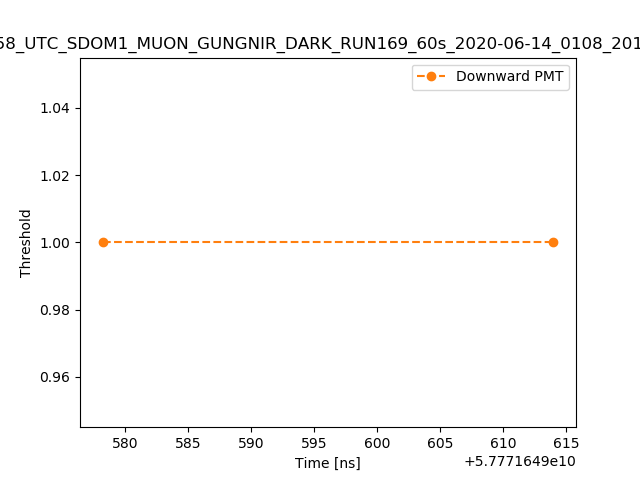 58_UTC_SDOM1_MUON_GUNGNIR_DARK_RUN169_60s_2020-06-14_0108_201
Downward PMT
1.04
1.02
1.00
0.98
0.96
Threshold
580 585 590 595 600 605 610 615
Time [ns]
+5.7771649e10